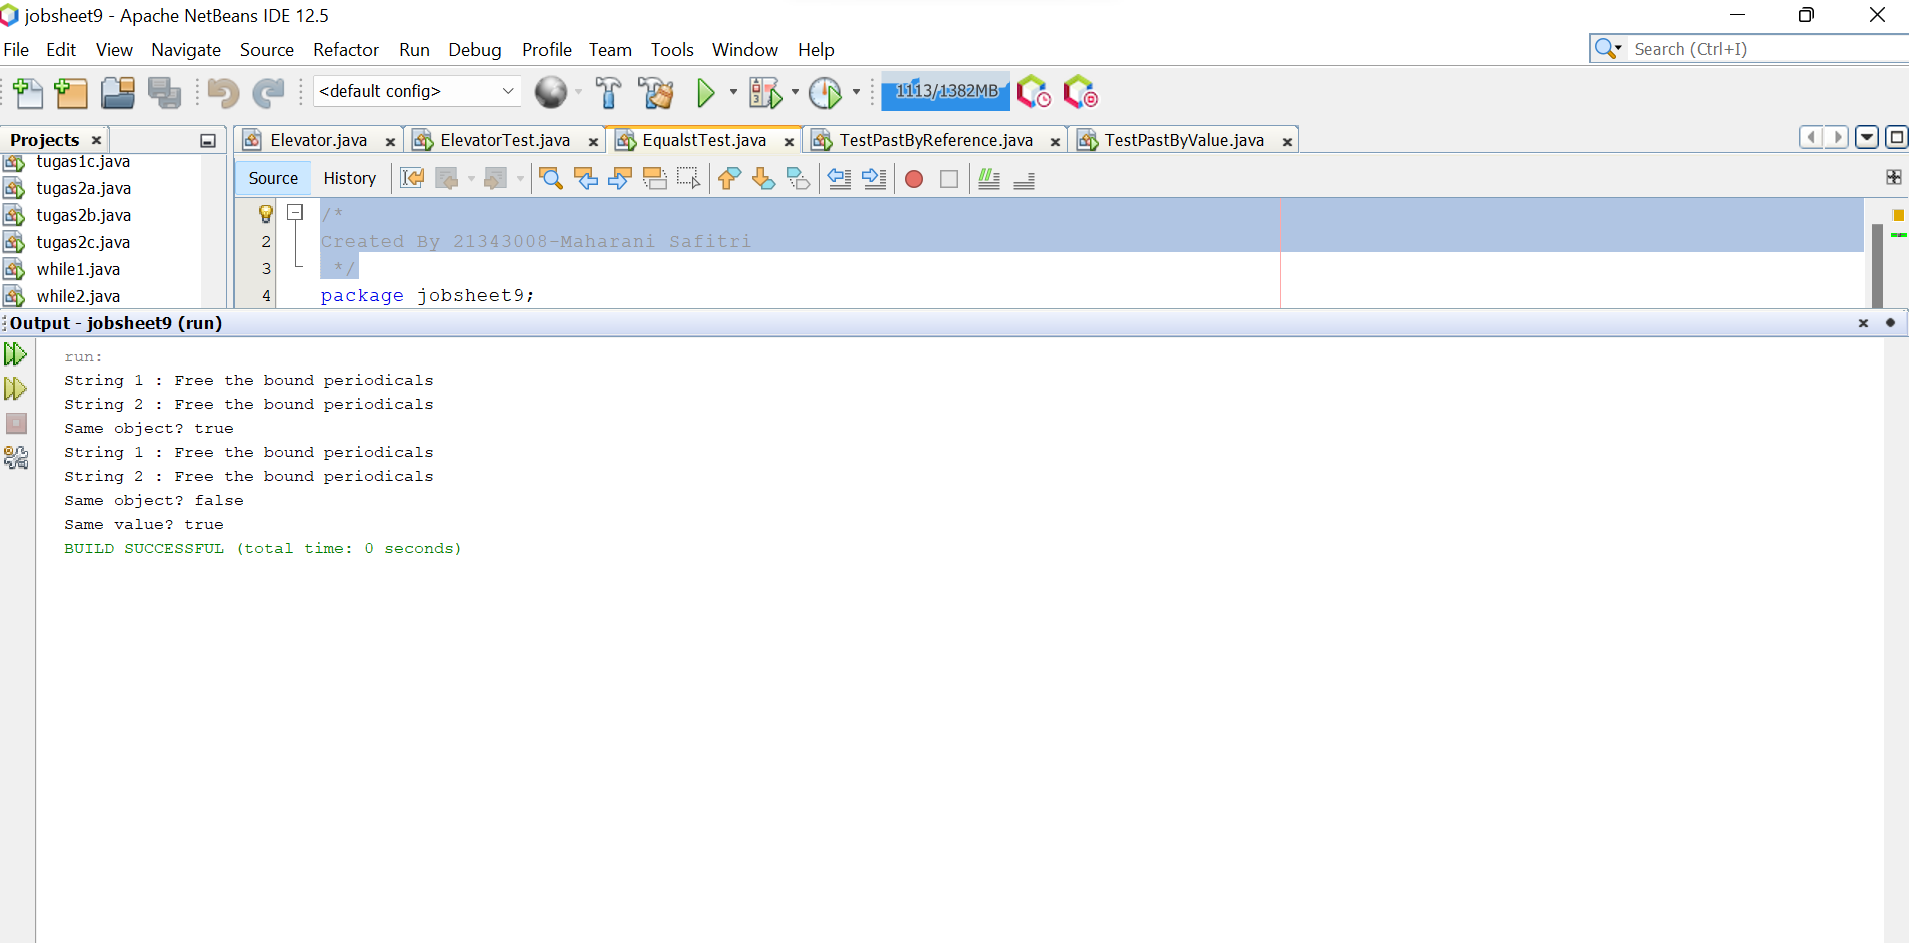 jobsheet9 - Apache NetBeans IDE 12.5
File Edit View Navigate Source Refactor Run Debug Profile Team Tools Window Help
Search (Ctrl+I)
<default config>
1113/1382MB
Projects
Elevator.java ElevatorTest.java EqualstTest.java TestPastByReference.java TestPastByValue.java
tugas1c.java
tugas2a.java
tugas2b.java
tugas2c.java
while1.java
while2.java
Source History
/*
2 Created By 21343008-Maharani Safitri
3 */
4 package jobsheet9;
Output - jobsheet9 (run)
run:
String 1 : Free the bound periodicals
String 2 : Free the bound periodicals
Same object? true
String 1 : Free the bound periodicals
String 2 : Free the bound periodicals
Same object? false
Same value? true
BUILD SUCCESSFUL (total time: 0 seconds)